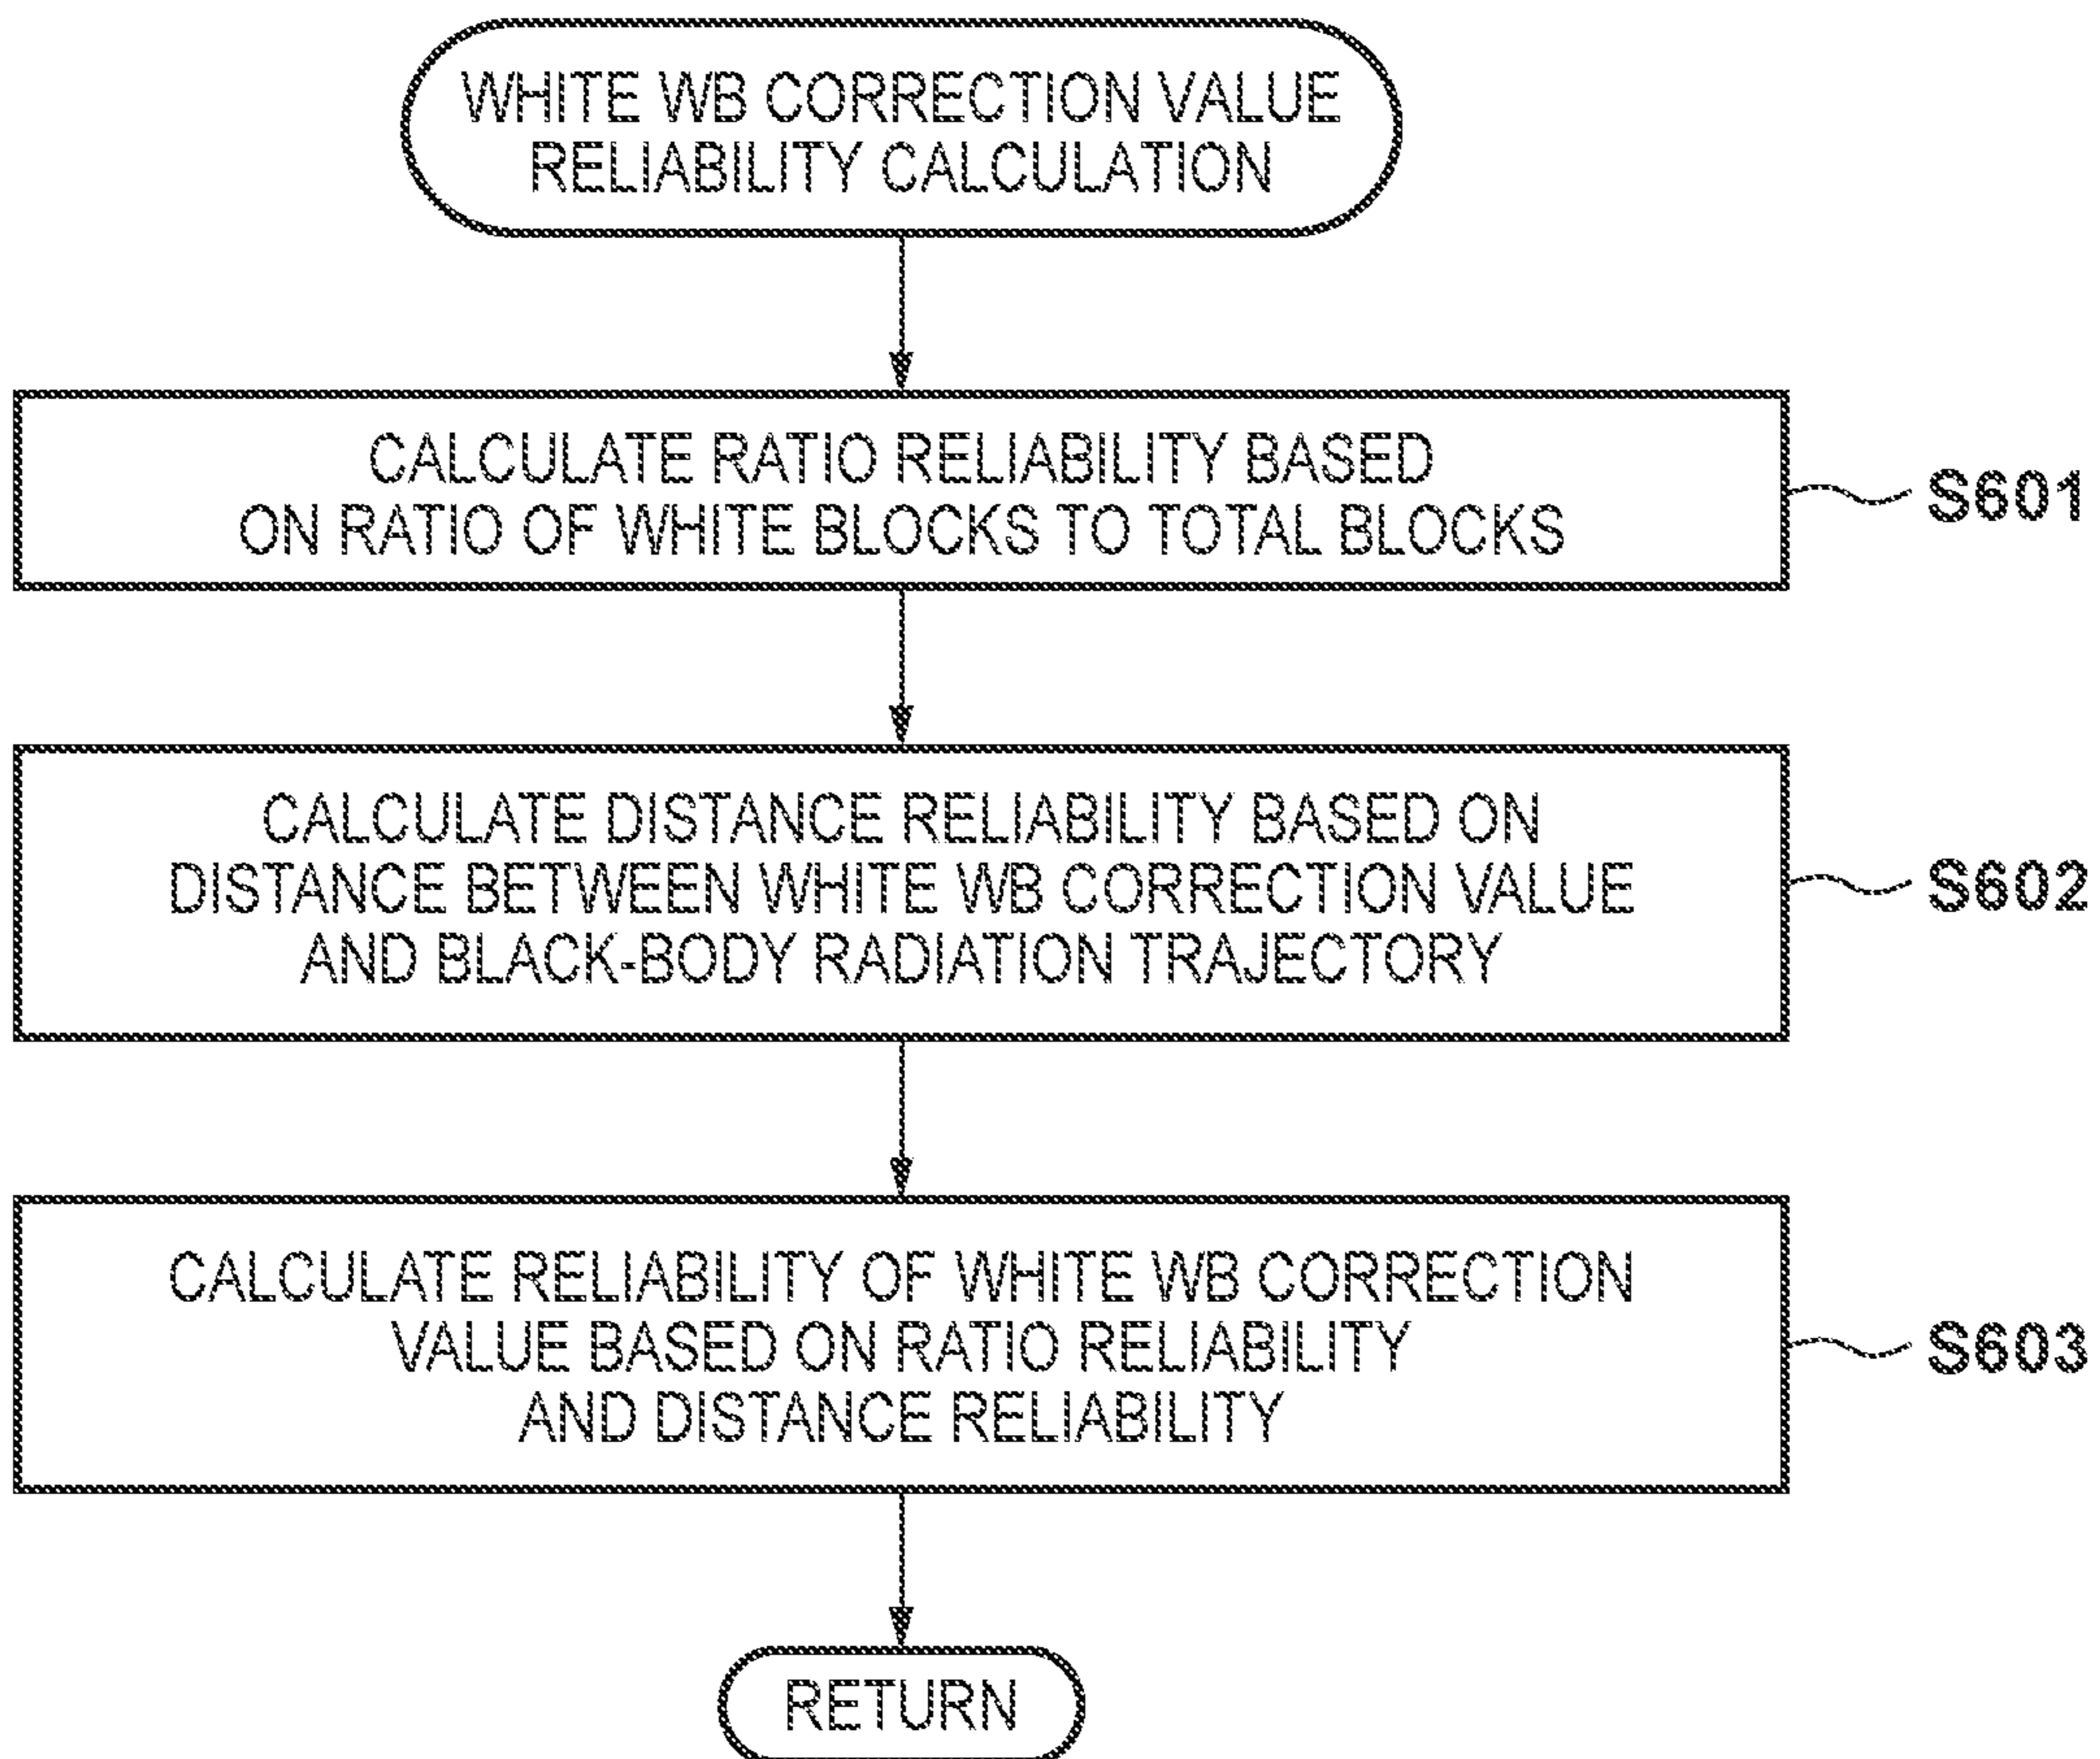 WHITE WB CORRECTION VALUE
RELIABILITY CALCULATION
CALCULATE RATIO RELIABILITY BASED
ON RATIO OF WHITE BLOCKS TO TOTAL BLOCKS
S601
CALCULATE DISTANCE RELIABILITY BASED ON
DISTANCE BETWEEN WHITE WB CORRECTION VALUE
AND BLACK-BODY RADIATION TRAJECTORY
S602
CALCULATE RELIABILITY OF WHITE WB CORRECTION
VALUE BASED ON RATIO RELIABILITY
AND DISTANCE RELIABILITY
S603
RETURN